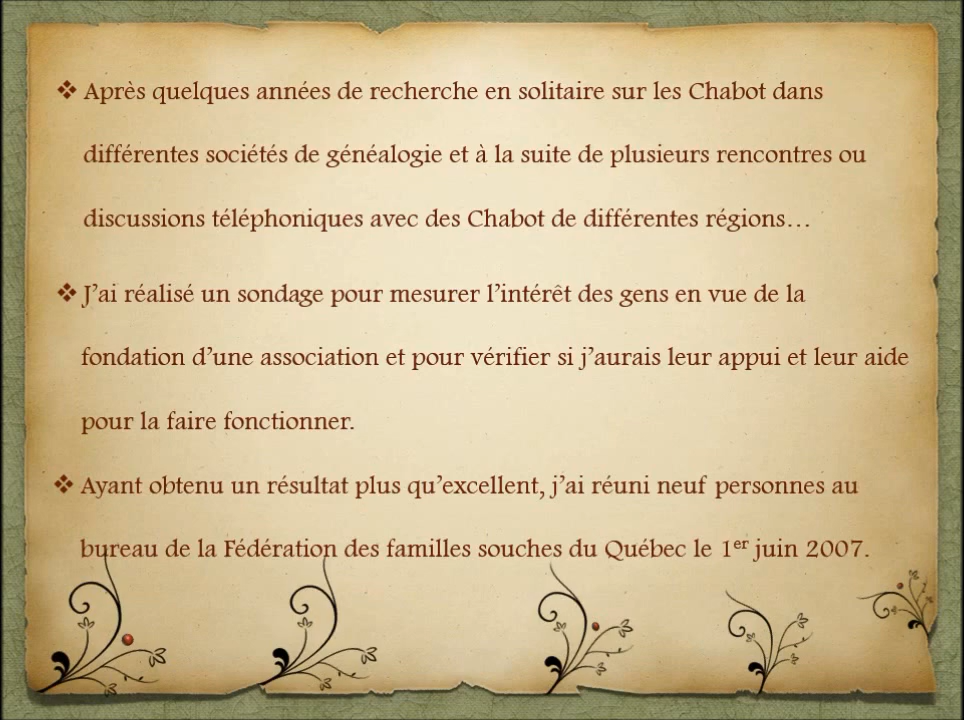 ❖ Après quelques années de recherche en solitaire sur les Chabot dans
différentes sociétés de généalogie et à la suite de plusieurs rencontres ou
discussions téléphoniques avec des Chabot de différentes régions…
❖ J’ai réalisé un sondage pour mesurer l’intérêt des gens en vue de la
fondation d’une association et pour vérifier si j’aurais leur appui et leur aide
pour la faire fonctionner.
❖ Ayant obtenu un résultat plus qu’excellent, j’ai réuni neuf personnes au
bureau de la Fédération des familles souches du Québec le 1er juin 2007.